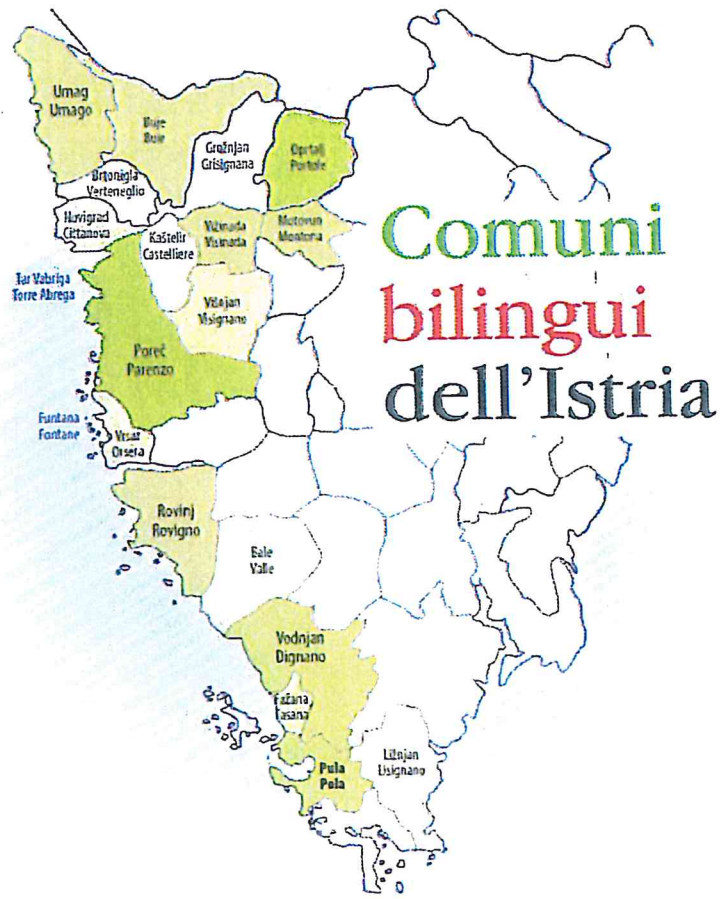 Umag
Umago
Buje
Buie
Grožnjan
Grisignana
Oprtalj
Portole
Brtonigla
Verteneglio
Novigrad
Cittanova
Kaštelir
Castelliere
Vižinada
Visinada
Motovun
Montona
Comuni
bilingui
dell'Istria
Tar Vabriga
Torre Abrega
Višnjan
Visignano
Poreč
Parenzo
Funtana
Fontane
Vrsar
Orsera
Rovinj
Rovigno
Bale
Valle
Vodnjan
Dignano
Fažana
Fasana
Pula
Pola
Ližnjan
Lisignano